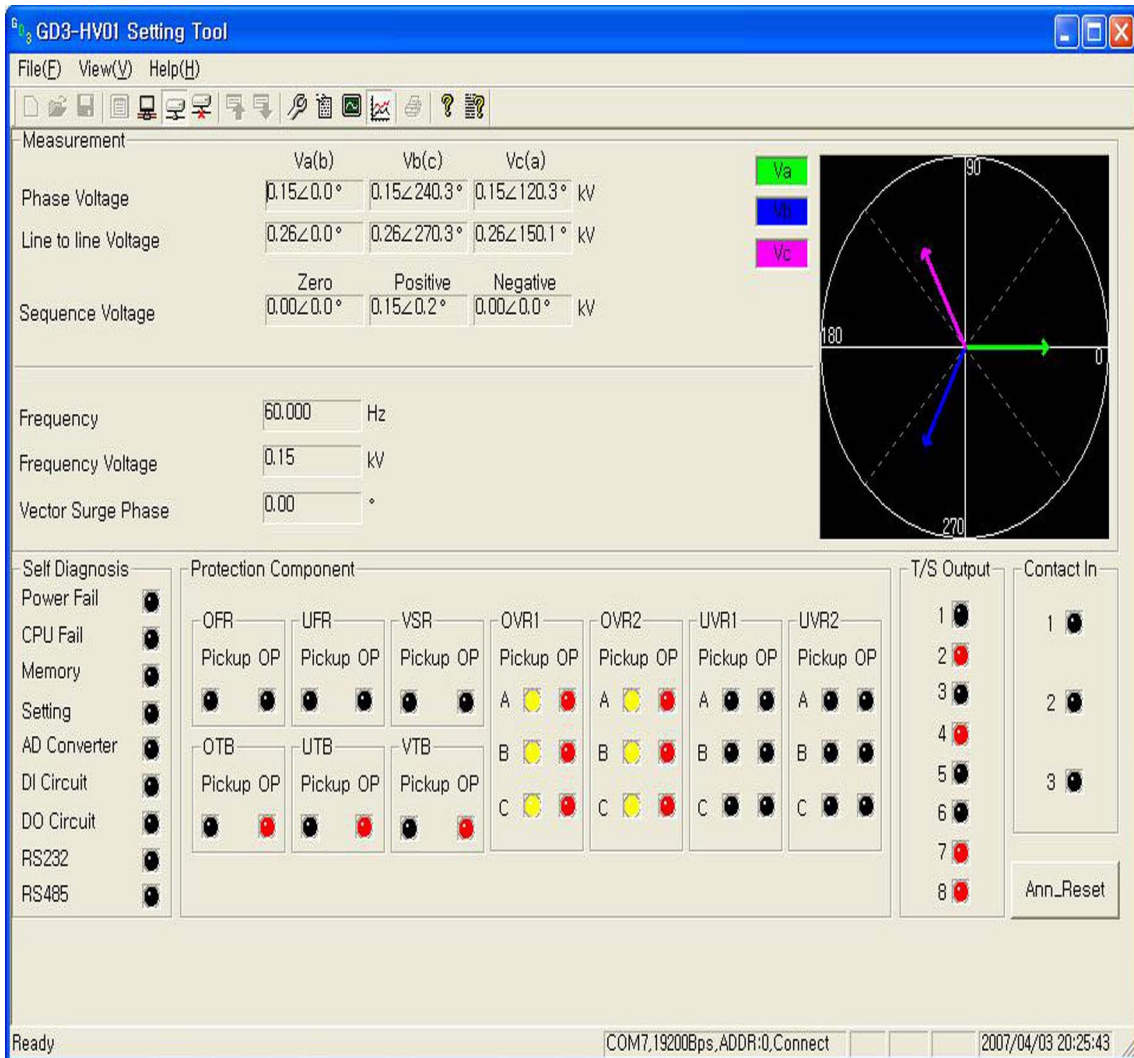 GD3 GD3-HV01 Setting Tool
File(F) View(V) Help(H)
Measurement
Va(b) Vb(c) Vc(a)
Phase Voltage 0.15∠0.0° 0.15∠240.3° 0.15∠120.3° kV
Line to line Voltage 0.26∠0.0° 0.26∠270.3° 0.26∠150.1° kV
Zero Positive Negative
Sequence Voltage 0.00∠0.0° 0.15∠0.2° 0.00∠0.0° kV
Va
Vb
Vc
90
180
0
270
Frequency 60.000 Hz
Frequency Voltage 0.15 kV
Vector Surge Phase 0.00 °
Self Diagnosis
Power Fail
CPU Fail
Memory
Setting
AD Converter
DI Circuit
DO Circuit
RS232
RS485
Protection Component
OFR UFR VSR OVR1 OVR2 UVR1 UVR2
Pickup OP Pickup OP Pickup OP Pickup OP Pickup OP Pickup OP Pickup OP
A A A A
OTB UTB VTB
B B B B
Pickup OP Pickup OP Pickup OP
C C C C
T/S Output
1
2
3
4
5
6
7
8
Contact In
1
2
3
Ann_Reset
Ready COM7,19200Bps,ADDR:0,Connect 2007/04/03 20:25:43